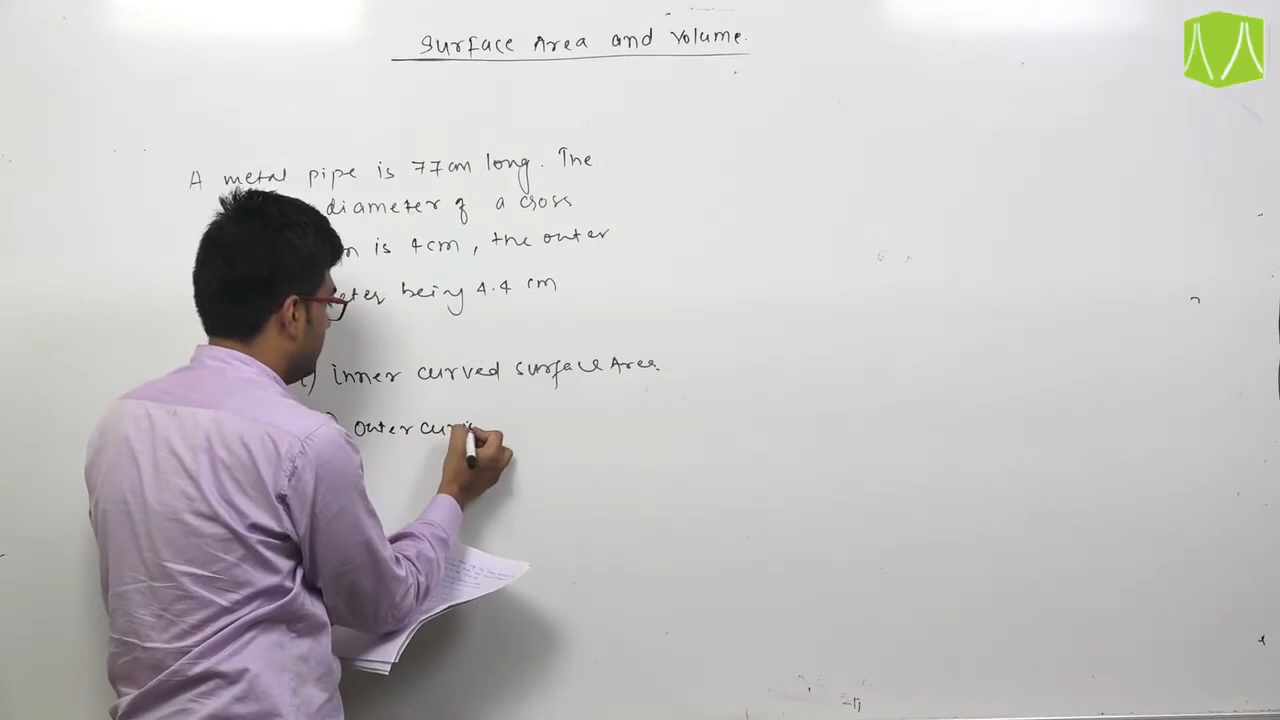 Surface Area and Volume.
A metal pipe is 77cm long. The
diameter of a cross
is 4cm, the outer
being 4.4 cm
inner curved surface Area.
outer